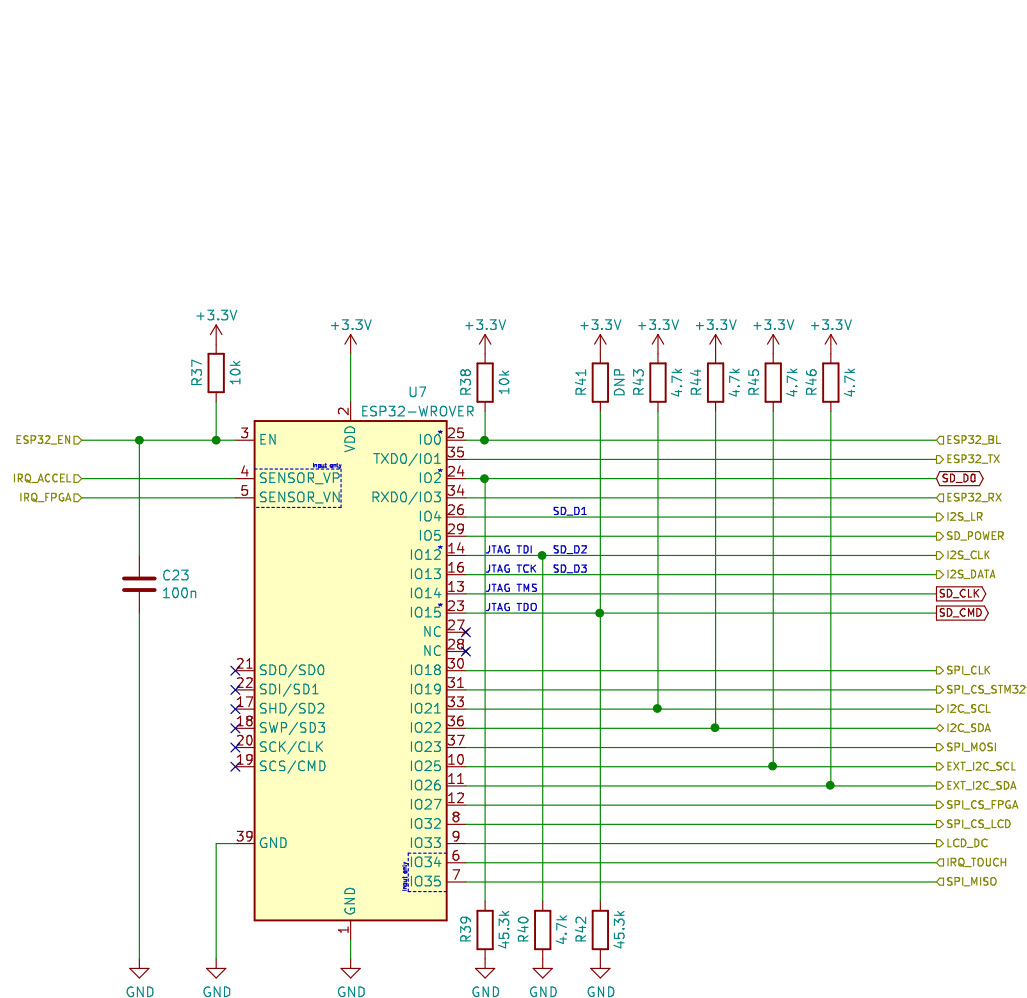 +3.3V
+3.3V +3.3V +3.3V +3.3V +3.3V +3.3V +3.3V
R37 10k
R38 10k
R41 DNP
R43 4.7k
R44 4.7k
R45 4.7k
R46 4.7k
U7
ESP32-WROVER
2 VDD
ESP32_EN 3 EN
IRQ_ACCEL 4 SENSOR_VP
IRQ_FPGA 5 SENSOR_VN
Input only
IO0 * 25 ESP32_BL
TXD0/IO1 35 ESP32_TX
IO2 * 24 SD_D0
RXD0/IO3 34 ESP32_RX
IO4 26 SD_D1 I2S_LR
IO5 29 SD_POWER
IO12 * 14 JTAG TDI SD_D2 I2S_CLK
IO13 16 JTAG TCK SD_D3 I2S_DATA
IO14 13 JTAG TMS SD_CLK
IO15 * 23 JTAG TDO SD_CMD
NC 27
NC 28
C23
100n
21 SDO/SD0 IO18 30 SPI_CLK
22 SDI/SD1 IO19 31 SPI_CS_STM32
17 SHD/SD2 IO21 33 I2C_SCL
18 SWP/SD3 IO22 36 I2C_SDA
20 SCK/CLK IO23 37 SPI_MOSI
19 SCS/CMD IO25 10 EXT_I2C_SCL
IO26 11 EXT_I2C_SDA
IO27 12 SPI_CS_FPGA
IO32 8 SPI_CS_LCD
39 GND IO33 9 LCD_DC
IO34 6 IRQ_TOUCH
IO35 7 SPI_MISO
Input only
GND 1
R39 45.3k
R40 4.7k
R42 45.3k
GND GND GND GND GND GND